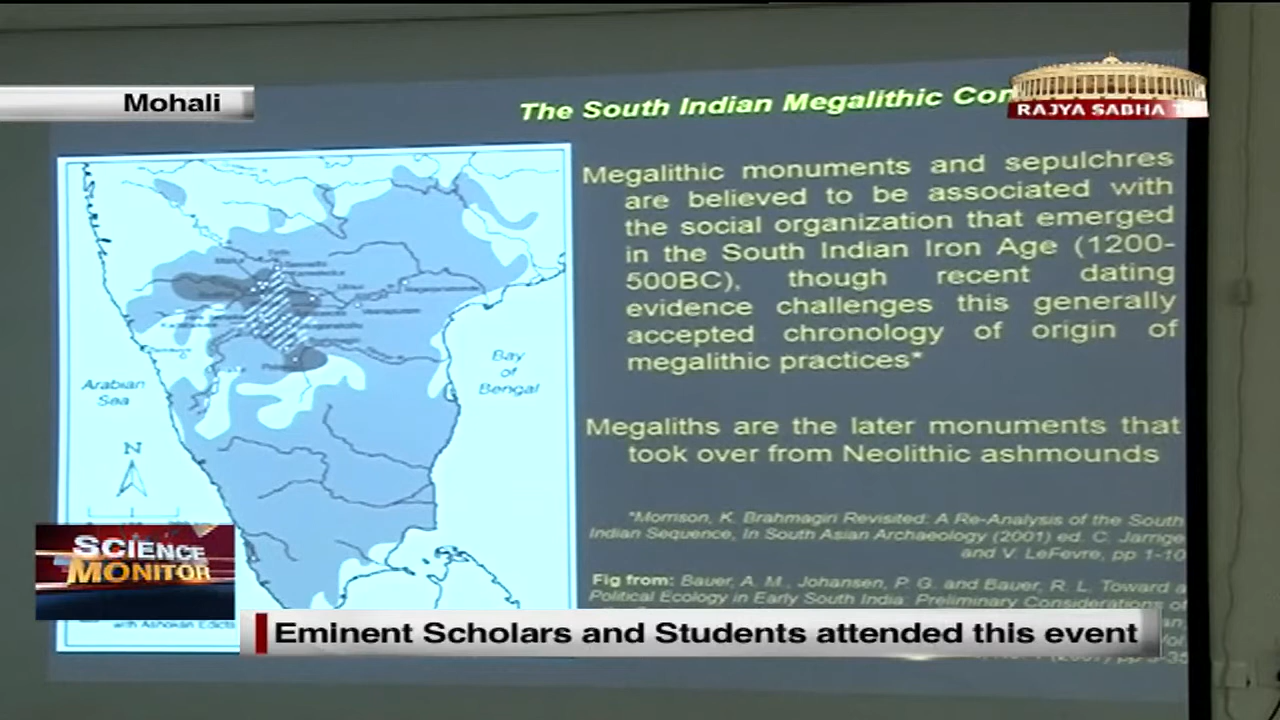 Mohali
The South Indian Megalithic
RAJYA SABHA
Megalithic monuments and sepulchres
are believed to be associated with
the social organization that emerged
in the South Indian Iron Age (1200-
500BC), though recent dating
evidence challenges this generally
accepted chronology of origin of
megalithic practices*
Megaliths are the later monuments that
took over from Neolithic ashmounds
*Morrison, K. Brahmagiri Revisited: A Re-Analysis of the South
Indian Sequence, In South Asian Archaeology (2001) ed. C. Jarrige
and V. LeFevre, pp 1-10
Fig from: Bauer, A. M., Johansen, P. G. and Bauer, R. L. Toward a
Political Ecology in Early South India: Preliminary Considerations of
Arabian
Sea
Bay
of
Bengal
N
with Ashokan Edicts
SCIENCE
MONITOR
Eminent Scholars and Students attended this event